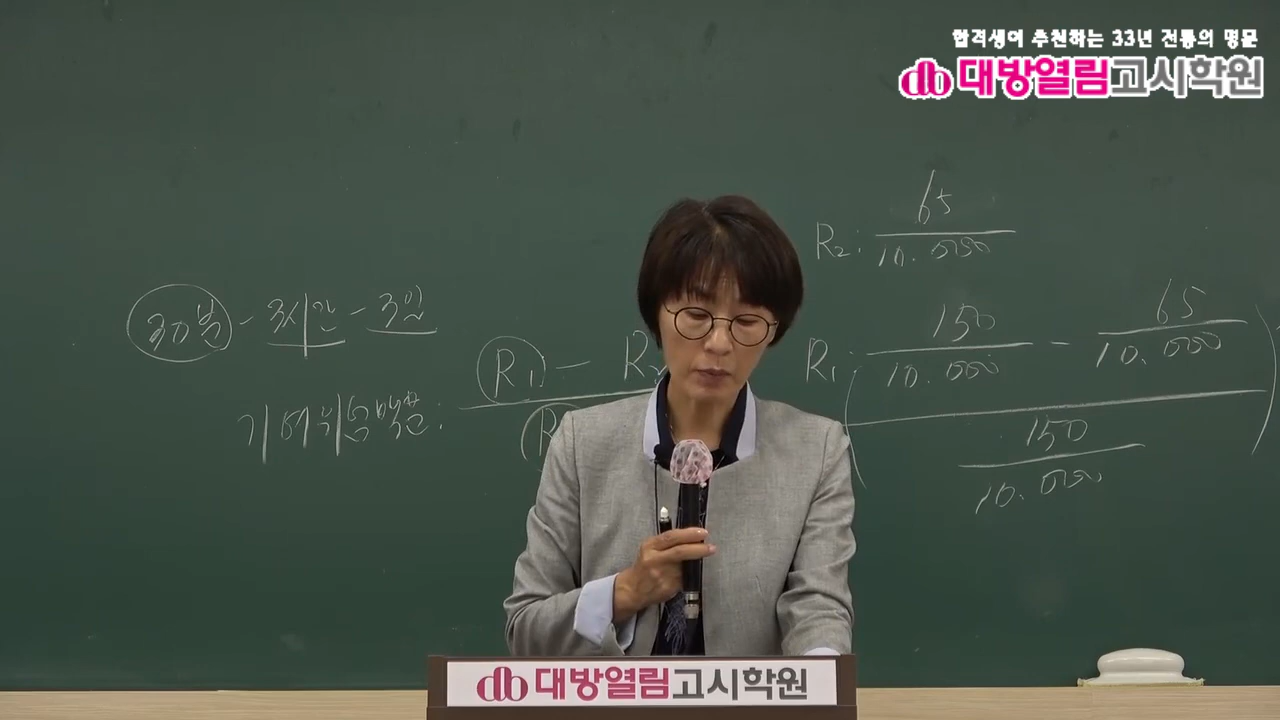 합격생이 추천하는 33년 전통의 명문
대방열림고시학원
R₂: 65/10.000
30분 - 3시간 - 3일
R₁: (150/10.000 - 65/10.000) / 150/10.000
기여위험백분율: R₁ - R
대방열림고시학원